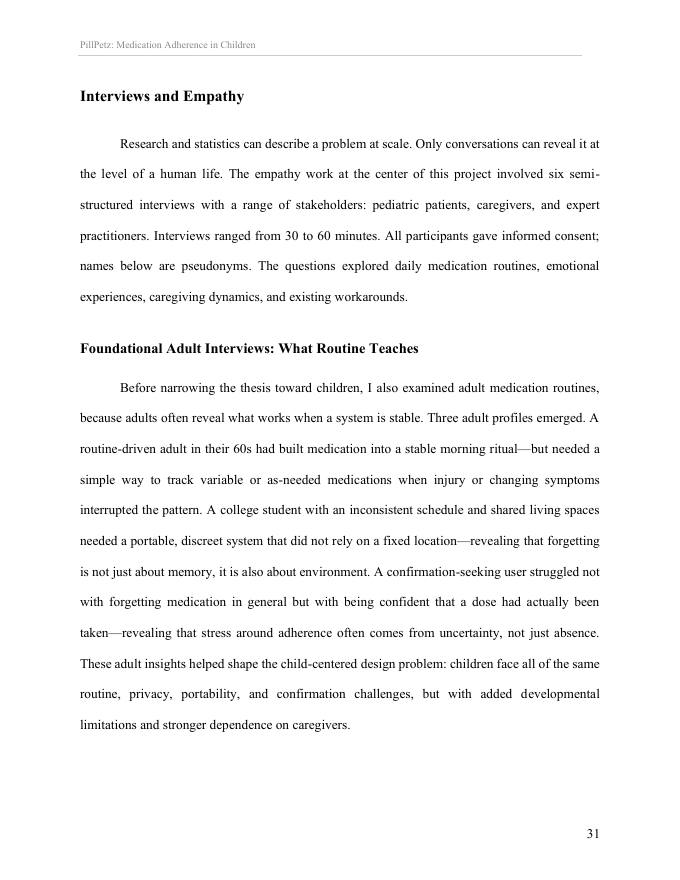 PillPetz: Medication Adherence in Children
Interviews and Empathy
Research and statistics can describe a problem at scale. Only conversations can reveal it at
the level of a human life. The empathy work at the center of this project involved six semi-
structured interviews with a range of stakeholders: pediatric patients, caregivers, and expert
practitioners. Interviews ranged from 30 to 60 minutes. All participants gave informed consent;
names below are pseudonyms. The questions explored daily medication routines, emotional
experiences, caregiving dynamics, and existing workarounds.
Foundational Adult Interviews: What Routine Teaches
Before narrowing the thesis toward children, I also examined adult medication routines,
because adults often reveal what works when a system is stable. Three adult profiles emerged. A
routine-driven adult in their 60s had built medication into a stable morning ritual—but needed a
simple way to track variable or as-needed medications when injury or changing symptoms
interrupted the pattern. A college student with an inconsistent schedule and shared living spaces
needed a portable, discreet system that did not rely on a fixed location—revealing that forgetting
is not just about memory, it is also about environment. A confirmation-seeking user struggled not
with forgetting medication in general but with being confident that a dose had actually been
taken—revealing that stress around adherence often comes from uncertainty, not just absence.
These adult insights helped shape the child-centered design problem: children face all of the same
routine, privacy, portability, and confirmation challenges, but with added developmental
limitations and stronger dependence on caregivers.
31